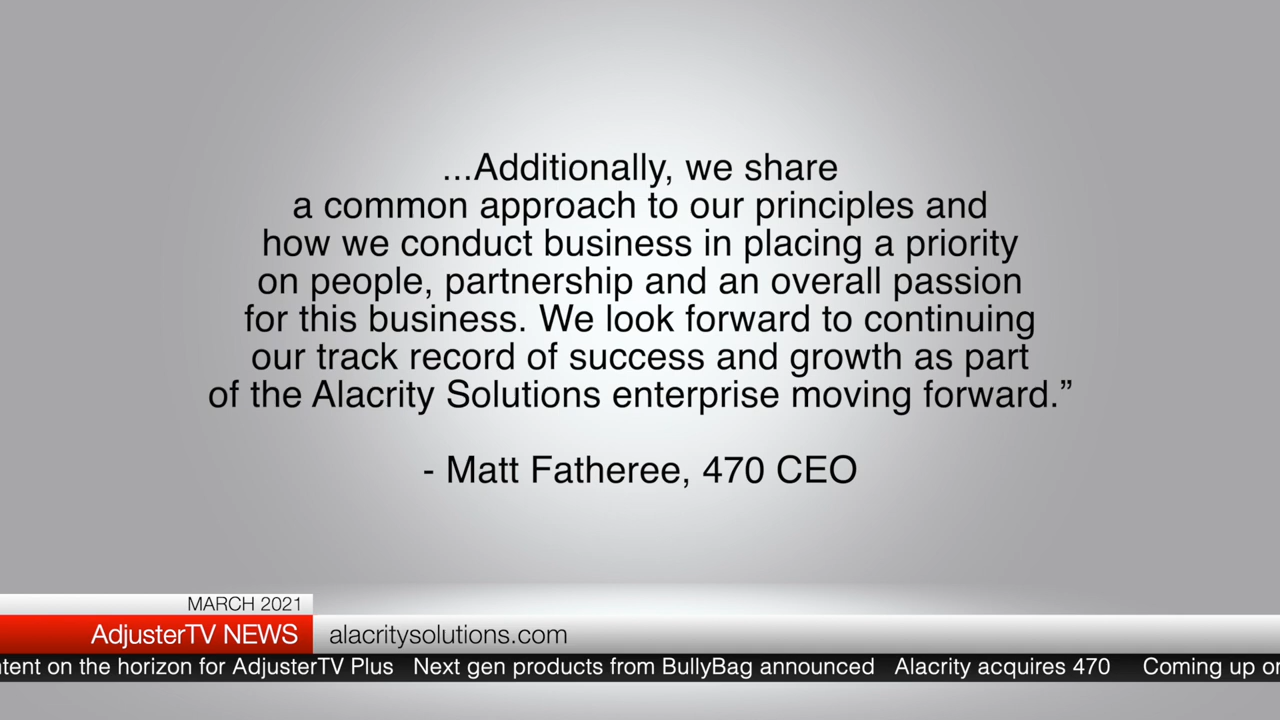 ...Additionally, we share
a common approach to our principles and
how we conduct business in placing a priority
on people, partnership and an overall passion
for this business. We look forward to continuing
our track record of success and growth as part
of the Alacrity Solutions enterprise moving forward.”
- Matt Fatheree, 470 CEO
MARCH 2021
AdjusterTV NEWS
alacritysolutions.com
on the horizon for AdjusterTV Plus Next gen products from BullyBag announced Alacrity acquires 470 Coming up